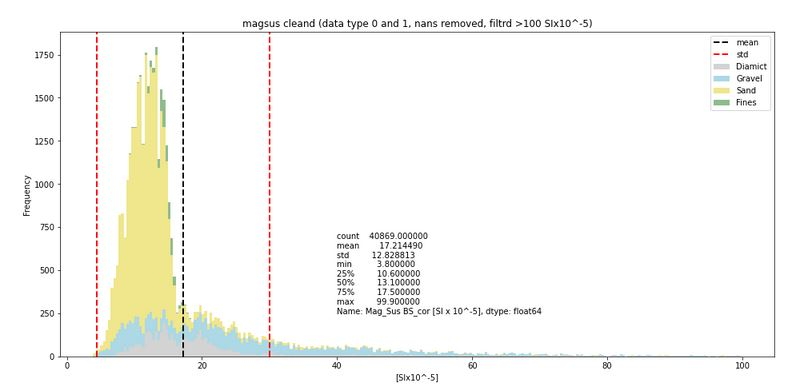 magsus cleand (data type 0 and 1, nans removed, filtrd >100 SIx10^-5)
mean
std
Diamict
Gravel
Sand
Fines
1750
1500
1250
1000
750
500
250
0
Frequency
count 40869.000000
mean 17.214490
std 12.828813
min 3.800000
25% 10.600000
50% 13.100000
75% 17.500000
max 99.900000
Name: Mag_Sus BS_cor [SI x 10^-5], dtype: float64
0 20 40 60 80 100
[SIx10^-5]